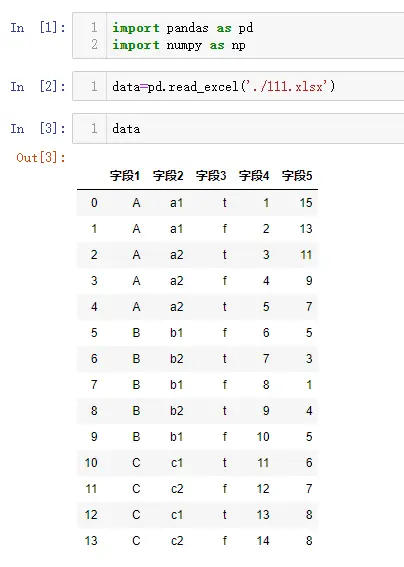 In [1]: 1 import pandas as pd
2 import numpy as np
In [2]: 1 data=pd.read_excel('./111.xlsx')
In [3]: 1 data
Out[3]:
字段1 字段2 字段3 字段4 字段5
0 A a1 t 1 15
1 A a1 f 2 13
2 A a2 t 3 11
3 A a2 f 4 9
4 A a2 t 5 7
5 B b1 f 6 5
6 B b2 t 7 3
7 B b1 f 8 1
8 B b2 t 9 4
9 B b1 f 10 5
10 C c1 t 11 6
11 C c2 f 12 7
12 C c1 t 13 8
13 C c2 f 14 8